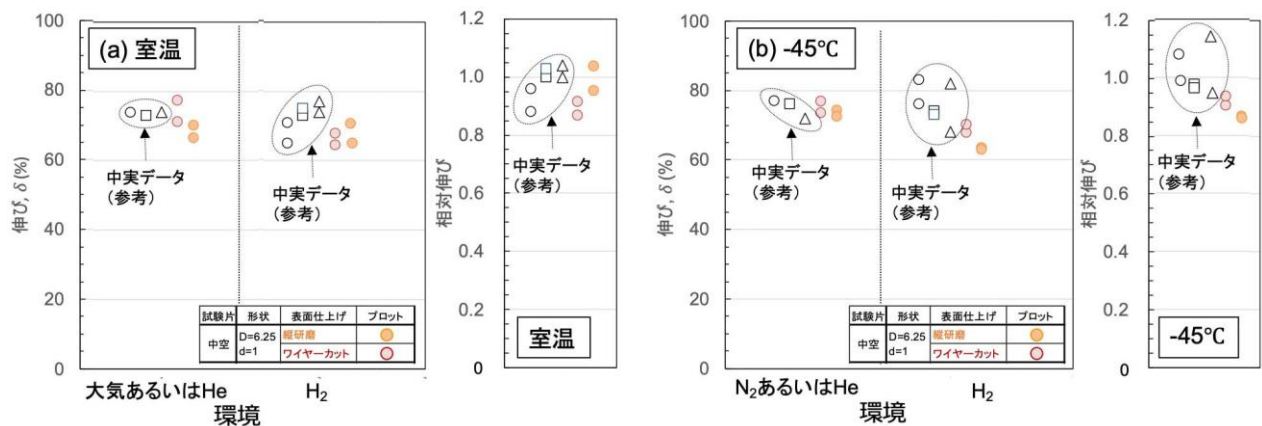 (a) 室温
伸び, δ (%)
100
80
60
40
20
0
中実データ
(参考)
中実データ
(参考)
試験片 形状 表面仕上げ プロット
中空 D=6.25 d=1 縦研磨
ワイヤーカット
大気あるいはHe H₂
環境
相対伸び
1.2
1.0
0.8
0.6
0.4
0.2
0
中実データ
(参考)
室温
(b) -45℃
伸び, δ (%)
100
80
60
40
20
0
中実データ
(参考)
中実データ
(参考)
試験片 形状 表面仕上げ プロット
中空 D=6.25 d=1 縦研磨
ワイヤーカット
N₂あるいはHe H₂
環境
相対伸び
1.2
1.0
0.8
0.6
0.4
0.2
0
中実データ
(参考)
-45℃